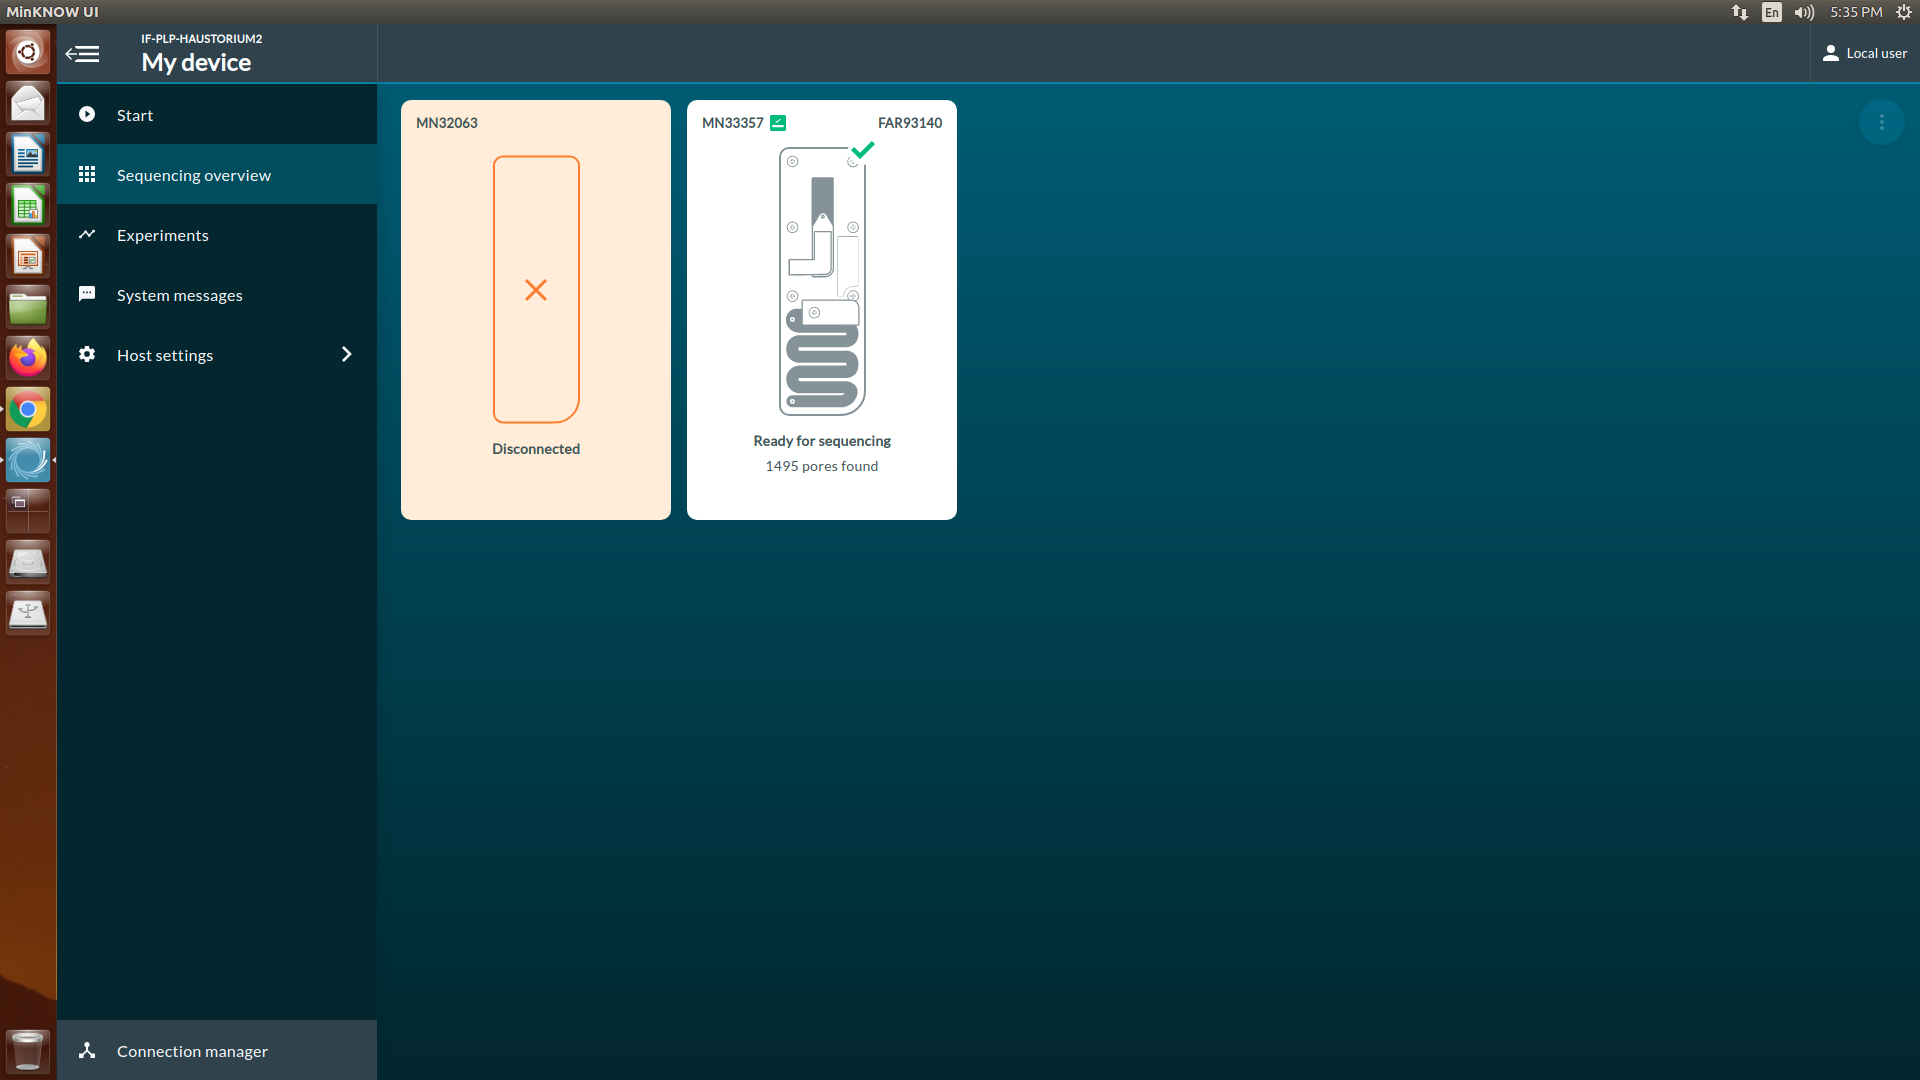 MinKNOW UI
En
5:35 PM
IF-PLP-HAUSTORIUM2
My device
Local user
Start
Sequencing overview
Experiments
System messages
Host settings
Connection manager
MN32063
Disconnected
MN33357 FAR93140
Ready for sequencing
1495 pores found